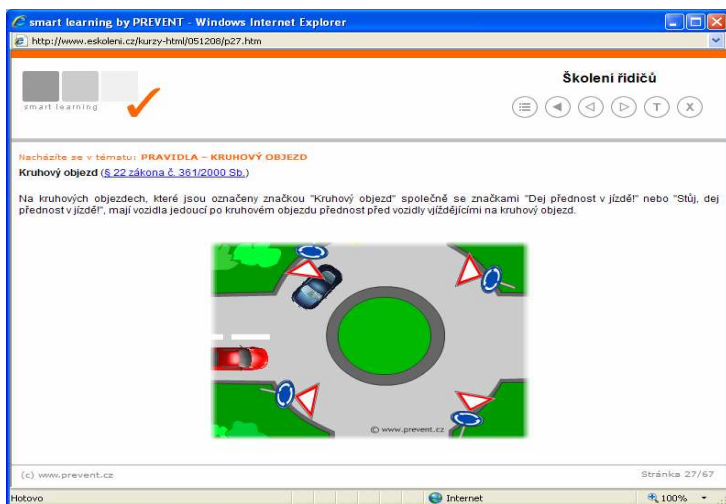 smart learning by PREVENT - Windows Internet Explorer
http://www.eskoleni.cz/kurzy-html/051208/p27.htm
smart learning
Školení řidičů
T X
Nacházíte se v tématu: PRAVIDLA – KRUHOVÝ OBJEZD
Kruhový objezd (§ 22 zákona č. 361/2000 Sb.)
Na kruhových objezdech, které jsou označeny značkou "Kruhový objezd" společně se značkami "Dej přednost v jízdě!" nebo "Stůj, dej
přednost v jízdě!", mají vozidla jedoucí po kruhovém objezdu přednost před vozidly vjíždějícími na kruhový objezd.
© www.prevent.cz
(c) www.prevent.cz
Stránka 27/67
Hotovo
Internet
100%